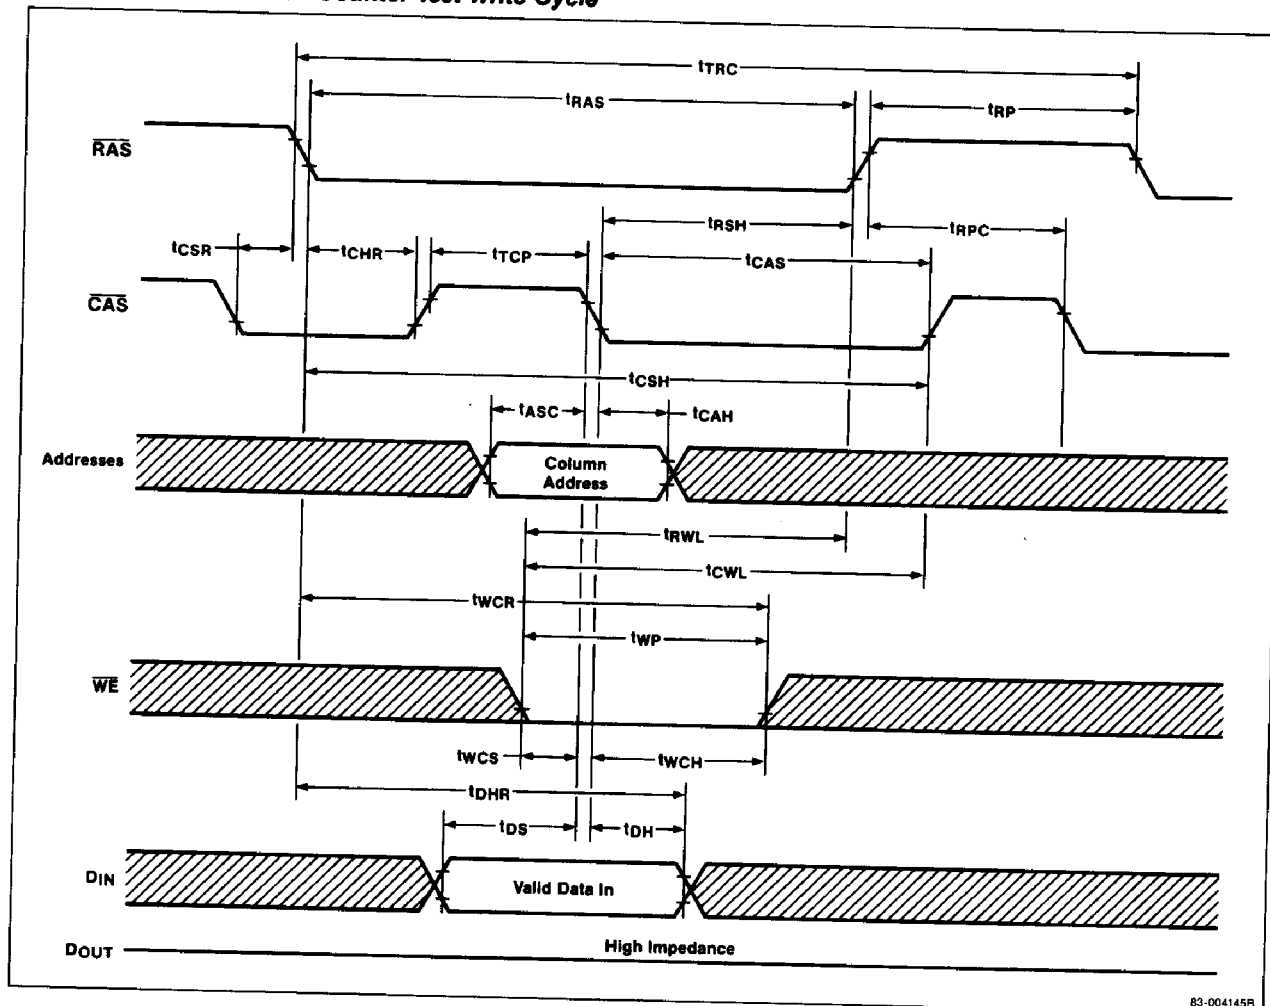 Counter Test Write Cycle
tTRC
tRAS
tRP
RAS
tRSH
tRPC
tCSR
tCHR
tTCP
tCAS
CAS
tCSH
tASC
tCAH
Addresses
Column
Address
tRWL
tCWL
tWCR
tWP
WE
tWCS
tWCH
tDHR
tDS
tDH
DIN
Valid Data In
DOUT
High Impedance
83-004145B